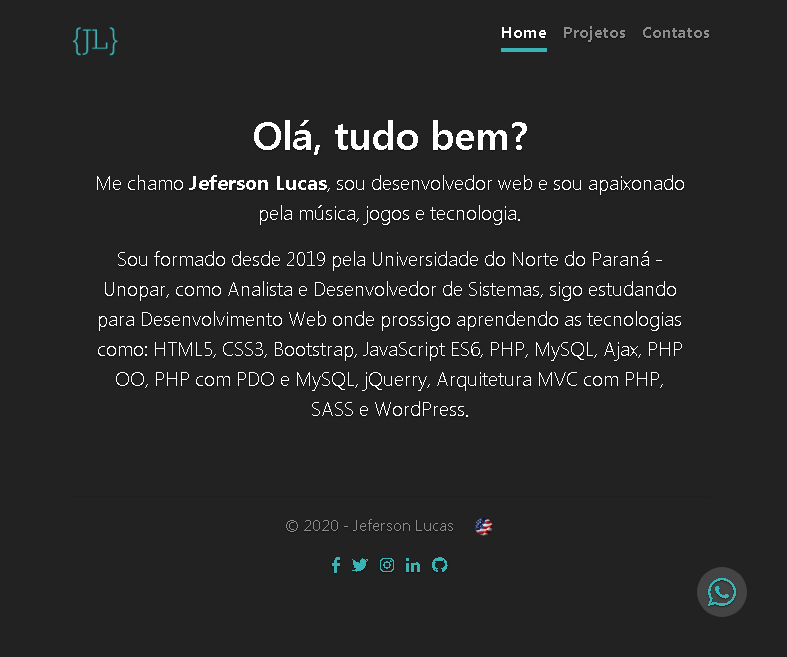 {JL}
Home Projetos Contatos
Olá, tudo bem?
Me chamo Jeferson Lucas, sou desenvolvedor web e sou apaixonado
pela música, jogos e tecnologia.
Sou formado desde 2019 pela Universidade do Norte do Paraná -
Unopar, como Analista e Desenvolvedor de Sistemas, sigo estudando
para Desenvolvimento Web onde prossigo aprendendo as tecnologias
como: HTML5, CSS3, Bootstrap, JavaScript ES6, PHP, MySQL, Ajax, PHP
OO, PHP com PDO e MySQL, jQuerry, Arquitetura MVC com PHP,
SASS e WordPress.
© 2020 - Jeferson Lucas